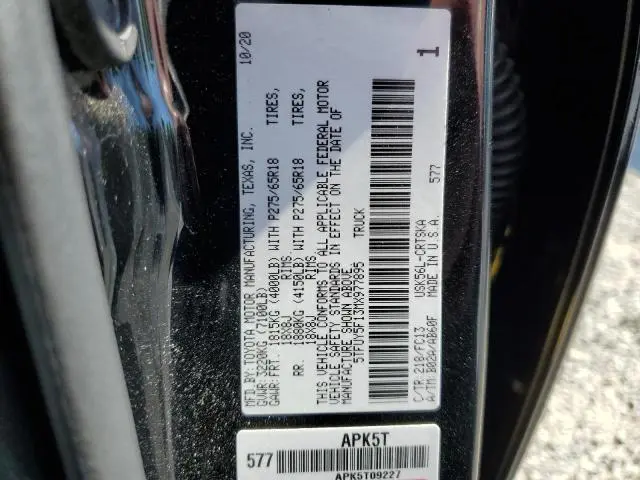 MFD BY: TOYOTA MOTOR MANUFACTURING, TEXAS, INC. 10/20
GVWR: 3220KG (7100LB)
GAWR: FRT. 1815KG (4000LB) WITH P275/65R18 TIRES,
18X8J RIMS
RR. 1880KG (4150LB) WITH P275/65R18 TIRES,
18X8J RIMS
THIS VEHICLE CONFORMS TO ALL APPLICABLE FEDERAL MOTOR
VEHICLE SAFETY STANDARDS IN EFFECT ON THE DATE OF
MANUFACTURE SHOWN ABOVE.
5TFUY5F13MX977895 TRUCK
C/TR:218/FC13 USK56L-CRTSKA
A/TM:B02A/AB60F MADE IN U.S.A. 577
1
APK5T
577
APK5T09227